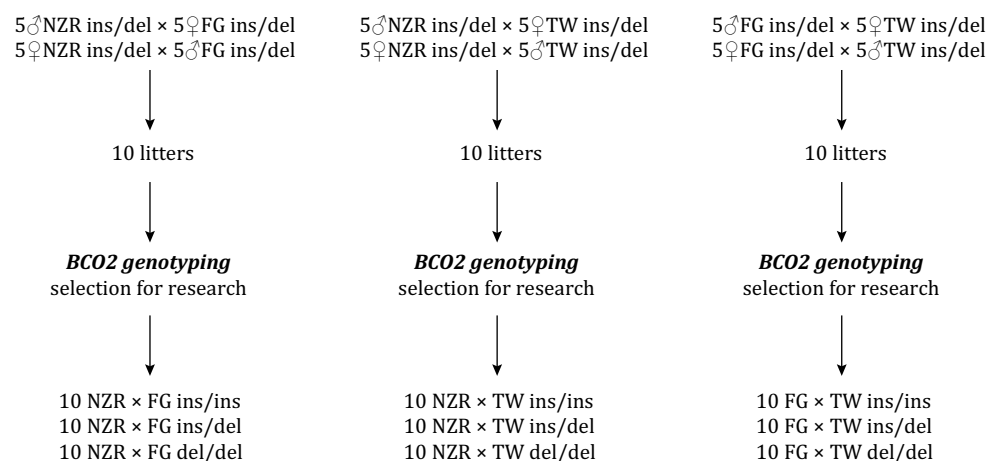 5♂NZR ins/del × 5♀FG ins/del
5♀NZR ins/del × 5♂FG ins/del
10 litters
BCO2 genotyping
selection for research
10 NZR × FG ins/ins
10 NZR × FG ins/del
10 NZR × FG del/del
5♂NZR ins/del × 5♀TW ins/del
5♀NZR ins/del × 5♂TW ins/del
10 litters
BCO2 genotyping
selection for research
10 NZR × TW ins/ins
10 NZR × TW ins/del
10 NZR × TW del/del
5♂FG ins/del × 5♀TW ins/del
5♀FG ins/del × 5♂TW ins/del
10 litters
BCO2 genotyping
selection for research
10 FG × TW ins/ins
10 FG × TW ins/del
10 FG × TW del/del